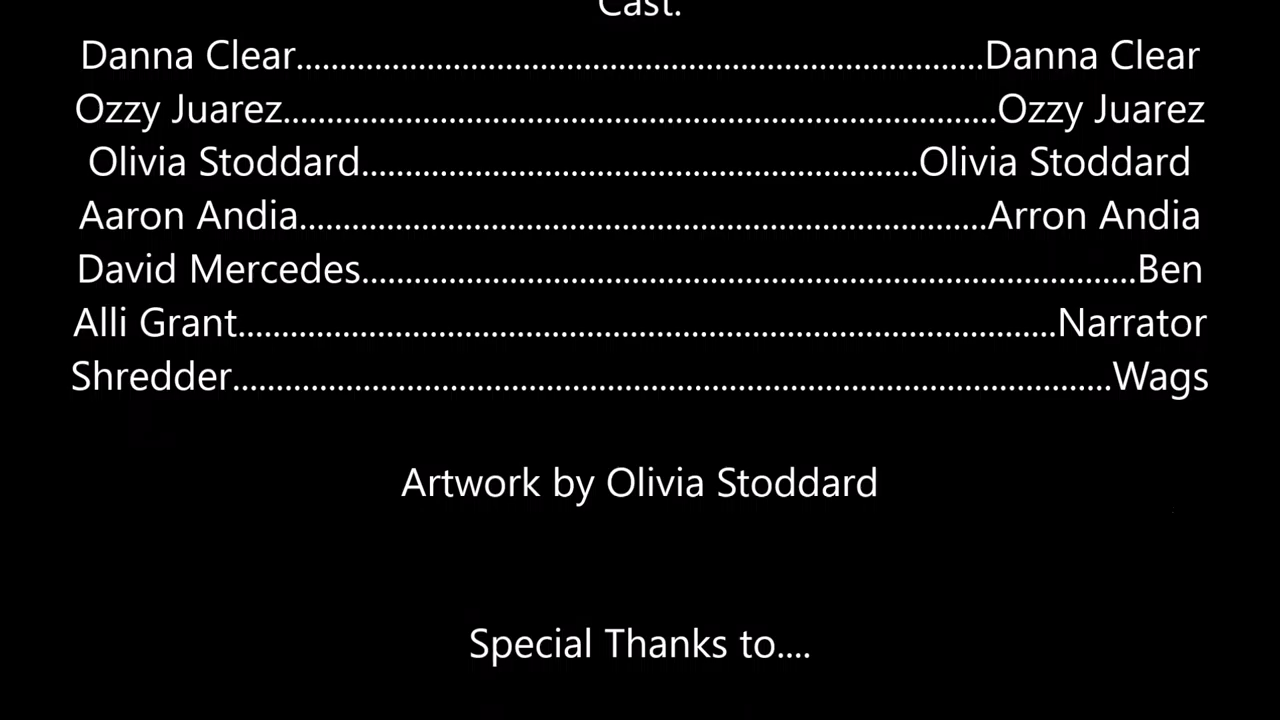 Cast:
Danna Clear...............................................................................Danna Clear
Ozzy Juarez..................................................................................Ozzy Juarez
Olivia Stoddard................................................................Olivia Stoddard
Aaron Andia...............................................................................Arron Andia
David Mercedes.........................................................................................Ben
Alli Grant..............................................................................................Narrator
Shredder.....................................................................................................Wags
Artwork by Olivia Stoddard
Special Thanks to....